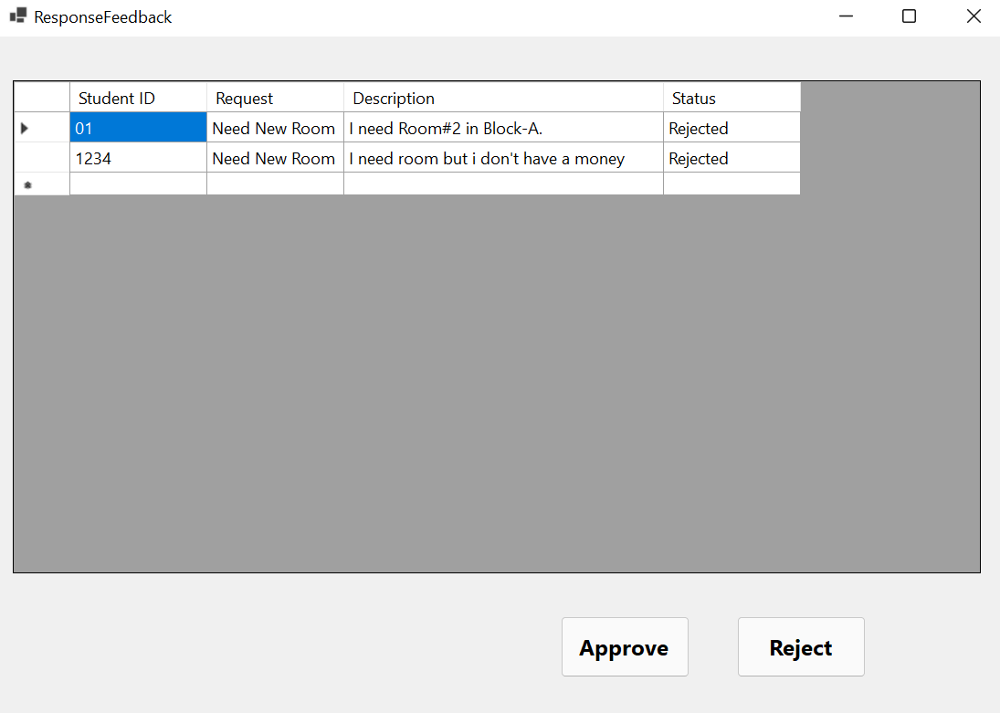 ResponseFeedback
Student ID Request Description Status
01 Need New Room I need Room#2 in Block-A. Rejected
1234 Need New Room I need room but i don't have a money Rejected
Approve Reject